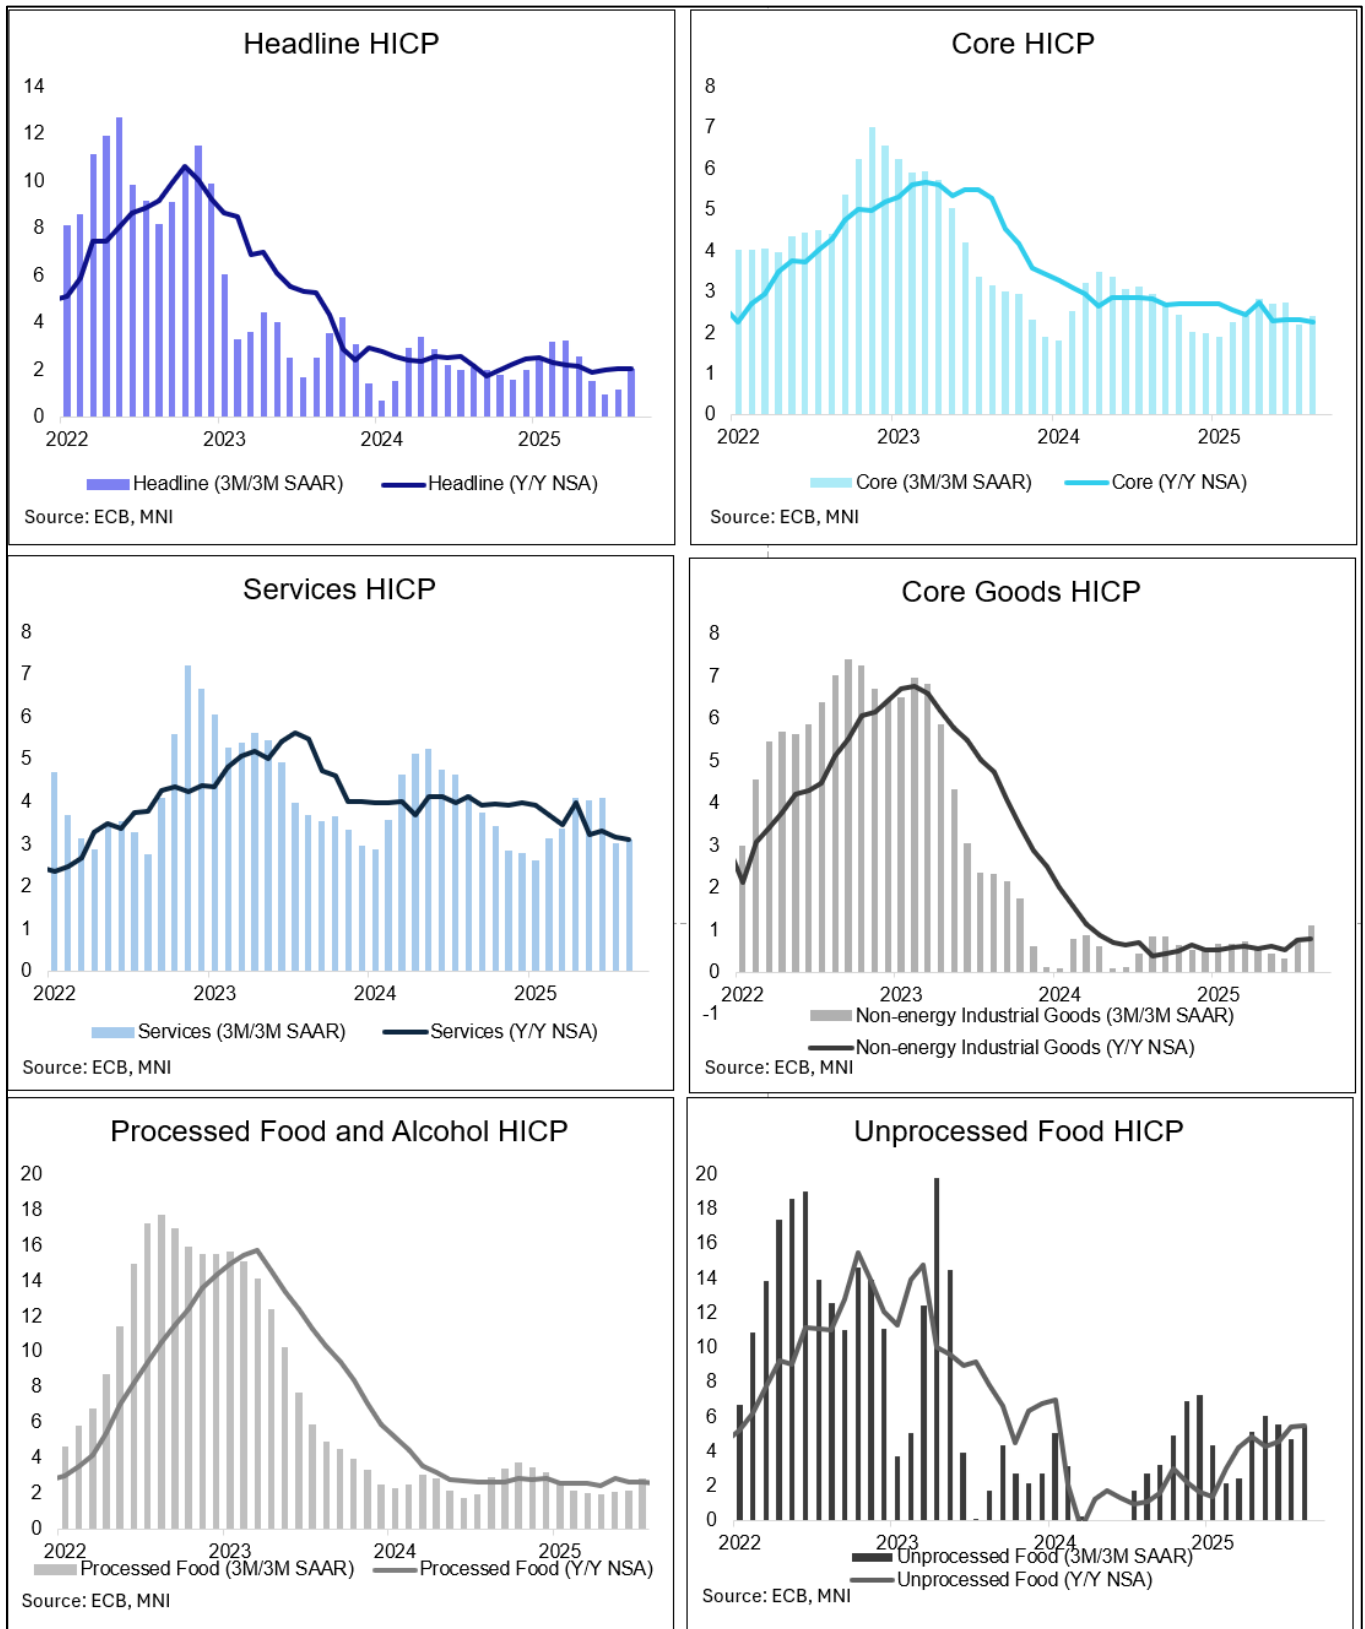 Headline HICP
14
12
10
8
6
4
2
0
2022 2023 2024 2025
Headline (3M/3M SAAR) Headline (Y/Y NSA)
Source: ECB, MNI
Core HICP
8
7
6
5
4
3
2
1
0
2022 2023 2024 2025
Core (3M/3M SAAR) Core (Y/Y NSA)
Source: ECB, MNI
Services HICP
8
7
6
5
4
3
2
1
0
2022 2023 2024 2025
Services (3M/3M SAAR) Services (Y/Y NSA)
Source: ECB, MNI
Core Goods HICP
8
7
6
5
4
3
2
1
0
2022 2023 2024 2025
-1
Non-energy Industrial Goods (3M/3M SAAR)
Non-energy Industrial Goods (Y/Y NSA)
Source: ECB, MNI
Processed Food and Alcohol HICP
20
18
16
14
12
10
8
6
4
2
0
2022 2023 2024 2025
Processed Food (3M/3M SAAR) Processed Food (Y/Y NSA)
Source: ECB, MNI
Unprocessed Food HICP
20
18
16
14
12
10
8
6
4
2
0
2022 2023 2024 2025
Unprocessed Food (3M/3M SAAR)
Unprocessed Food (Y/Y NSA)
Source: ECB, MNI